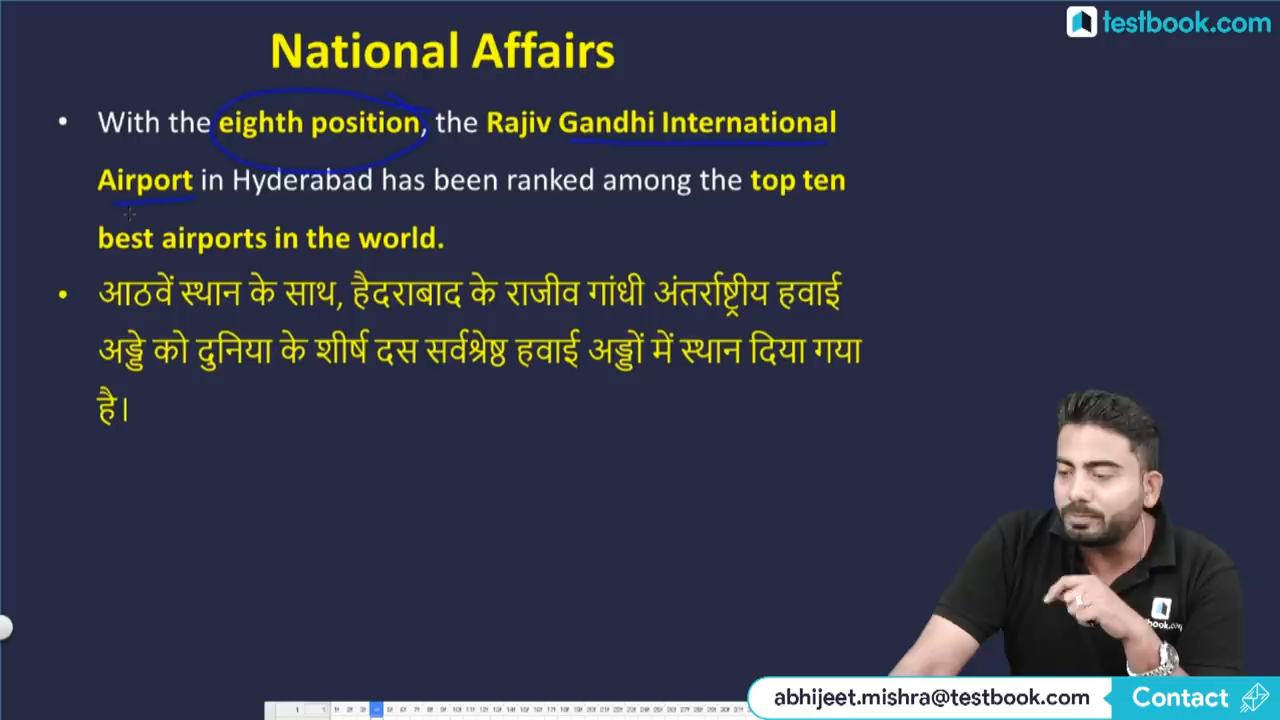 testbook.com
National Affairs
• With the eighth position, the Rajiv Gandhi International
Airport in Hyderabad has been ranked among the top ten
best airports in the world.
• आठवें स्थान के साथ, हैदराबाद के राजीव गांधी अंतर्राष्ट्रीय हवाई
अड्डे को दुनिया के शीर्ष दस सर्वश्रेष्ठ हवाई अड्डों में स्थान दिया गया
है।
abhijeet.mishra@testbook.com Contact